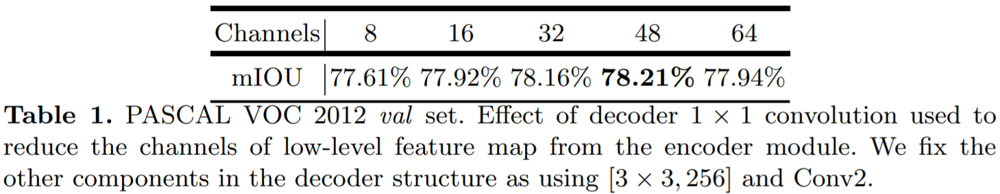 Channels 8 16 32 48 64
mIOU 77.61% 77.92% 78.16% 78.21% 77.94%
Table 1. PASCAL VOC 2012 val set. Effect of decoder 1 × 1 convolution used to
reduce the channels of low-level feature map from the encoder module. We fix the
other components in the decoder structure as using [3 × 3, 256] and Conv2.